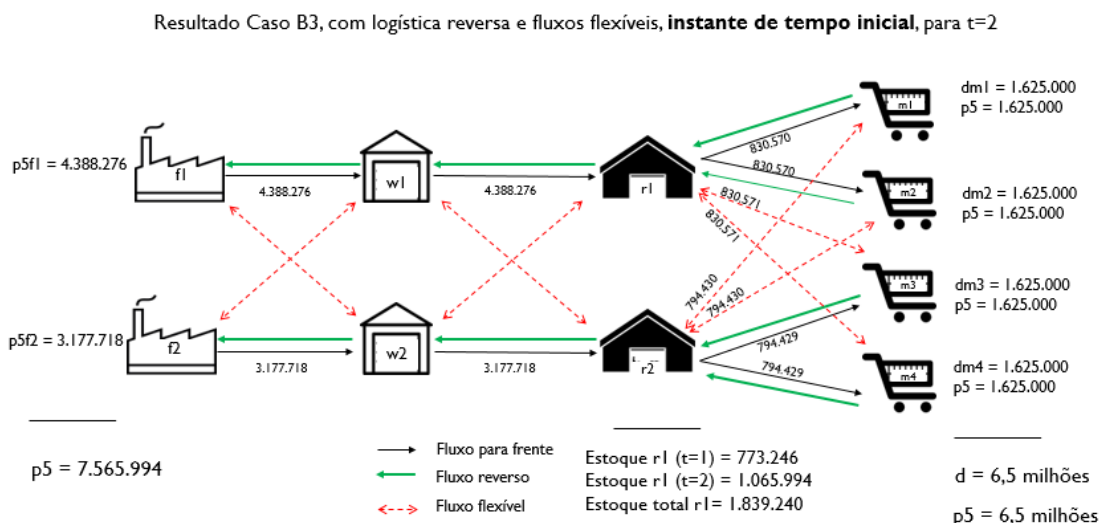 Resultado Caso B3, com logística reversa e fluxos flexíveis, instante de tempo inicial, para t=2
dm1 = 1.625.000
p5 = 1.625.000
m1
830.570
p5f1 = 4.388.276
f1
4.388.276
w1
4.388.276
r1
830.570
m2
dm2 = 1.625.000
p5 = 1.625.000
830.571
830.571
794.430
794.430
m3
dm3 = 1.625.000
p5 = 1.625.000
p5f2 = 3.177.718
f2
3.177.718
w2
3.177.718
r2
794.429
794.429
m4
dm4 = 1.625.000
p5 = 1.625.000
p5 = 7.565.994
Fluxo para frente
Fluxo reverso
Fluxo flexível
Estoque r1 (t=1) = 773.246
Estoque r1 (t=2) = 1.065.994
Estoque total r1= 1.839.240
d = 6,5 milhões
p5 = 6,5 milhões